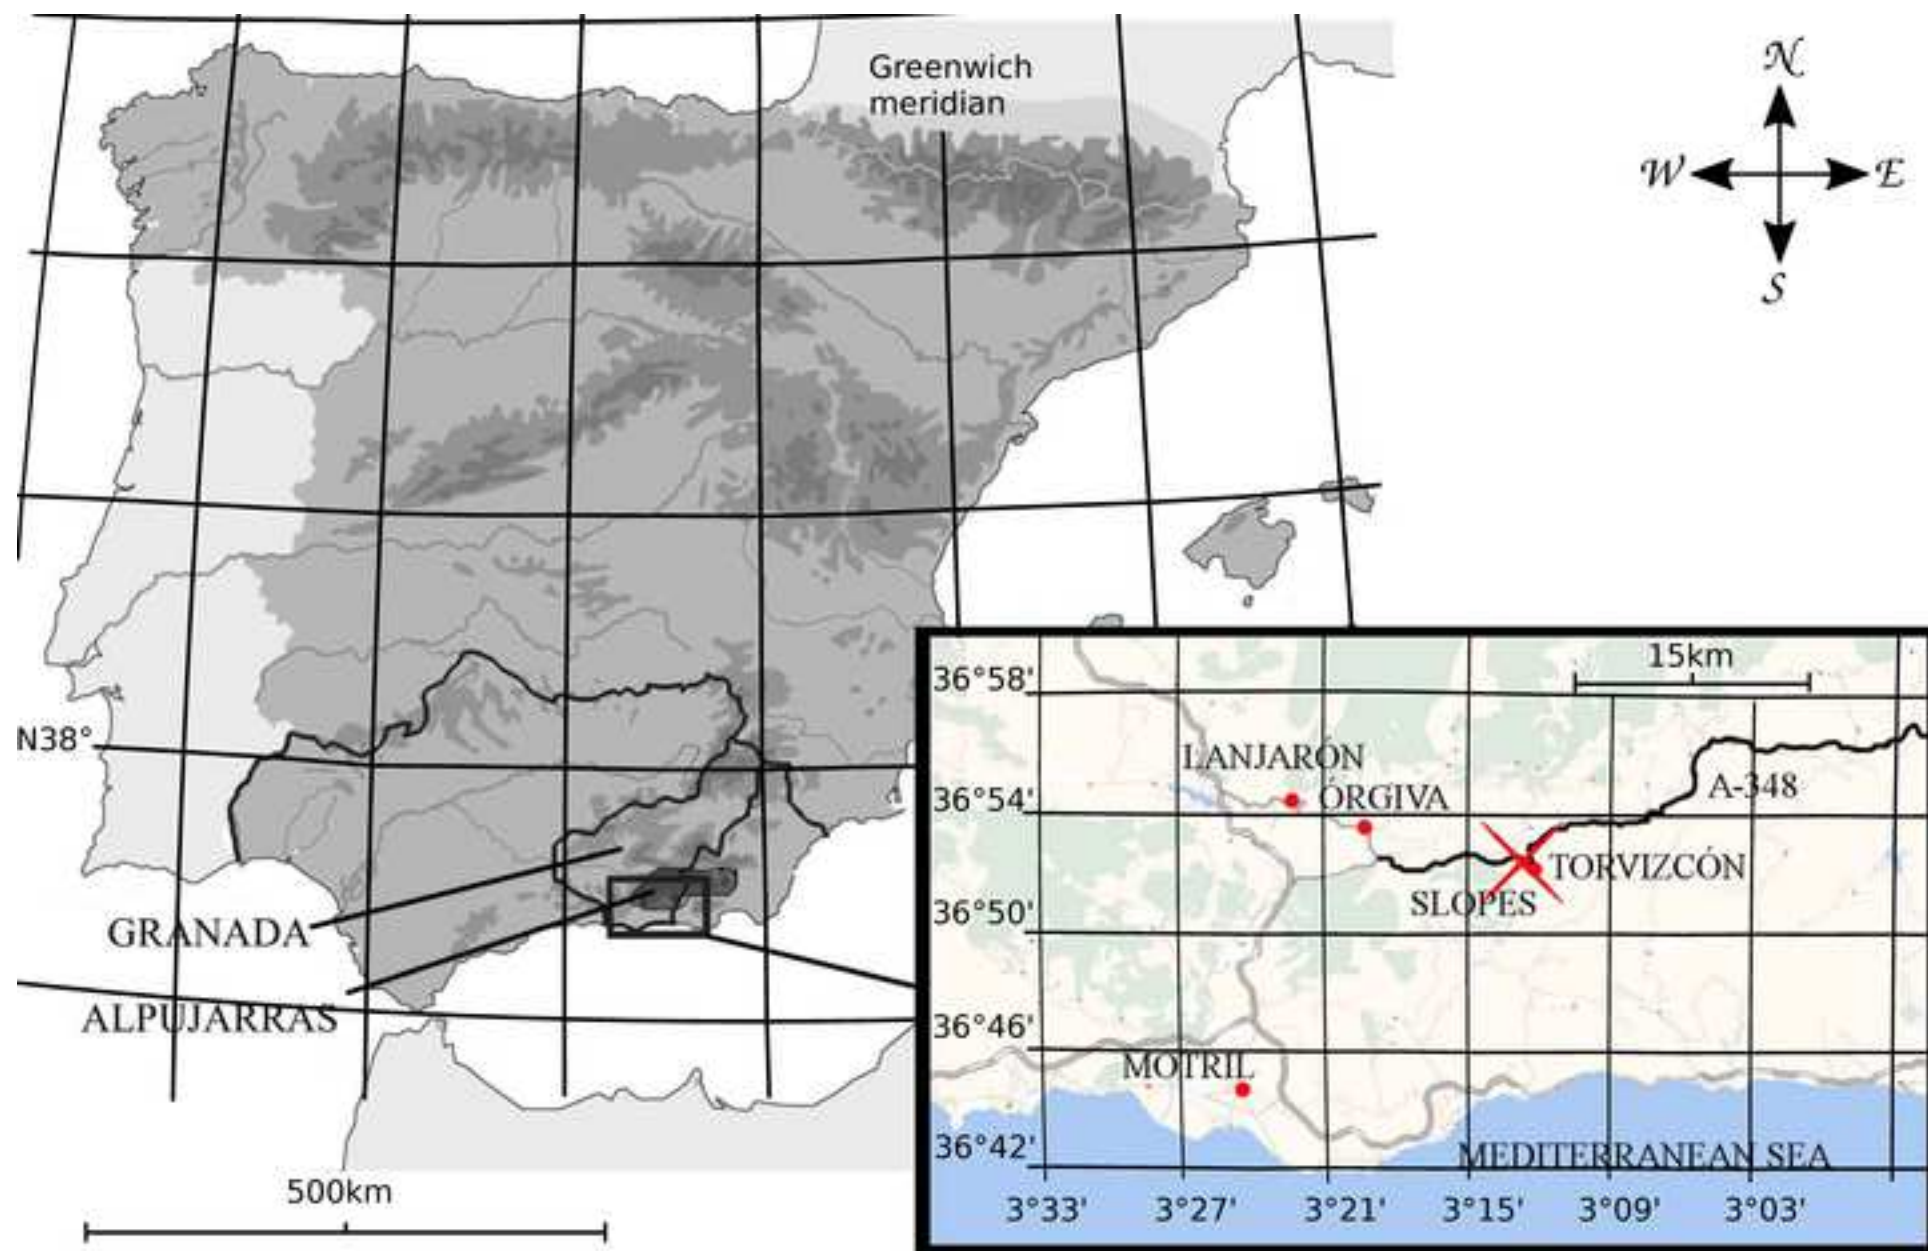 Greenwich
meridian
N
W
E
S
N38°
GRANADA
ALPUJARRAS
500km
15km
36°58'
36°54'
36°50'
36°46'
36°42'
LANJARÓN
ÓRGIVA
A-348
TORVIZCÓN
SLOPES
MOTRIL
MEDITERRANEAN SEA
3°33' 3°27' 3°21' 3°15' 3°09' 3°03'